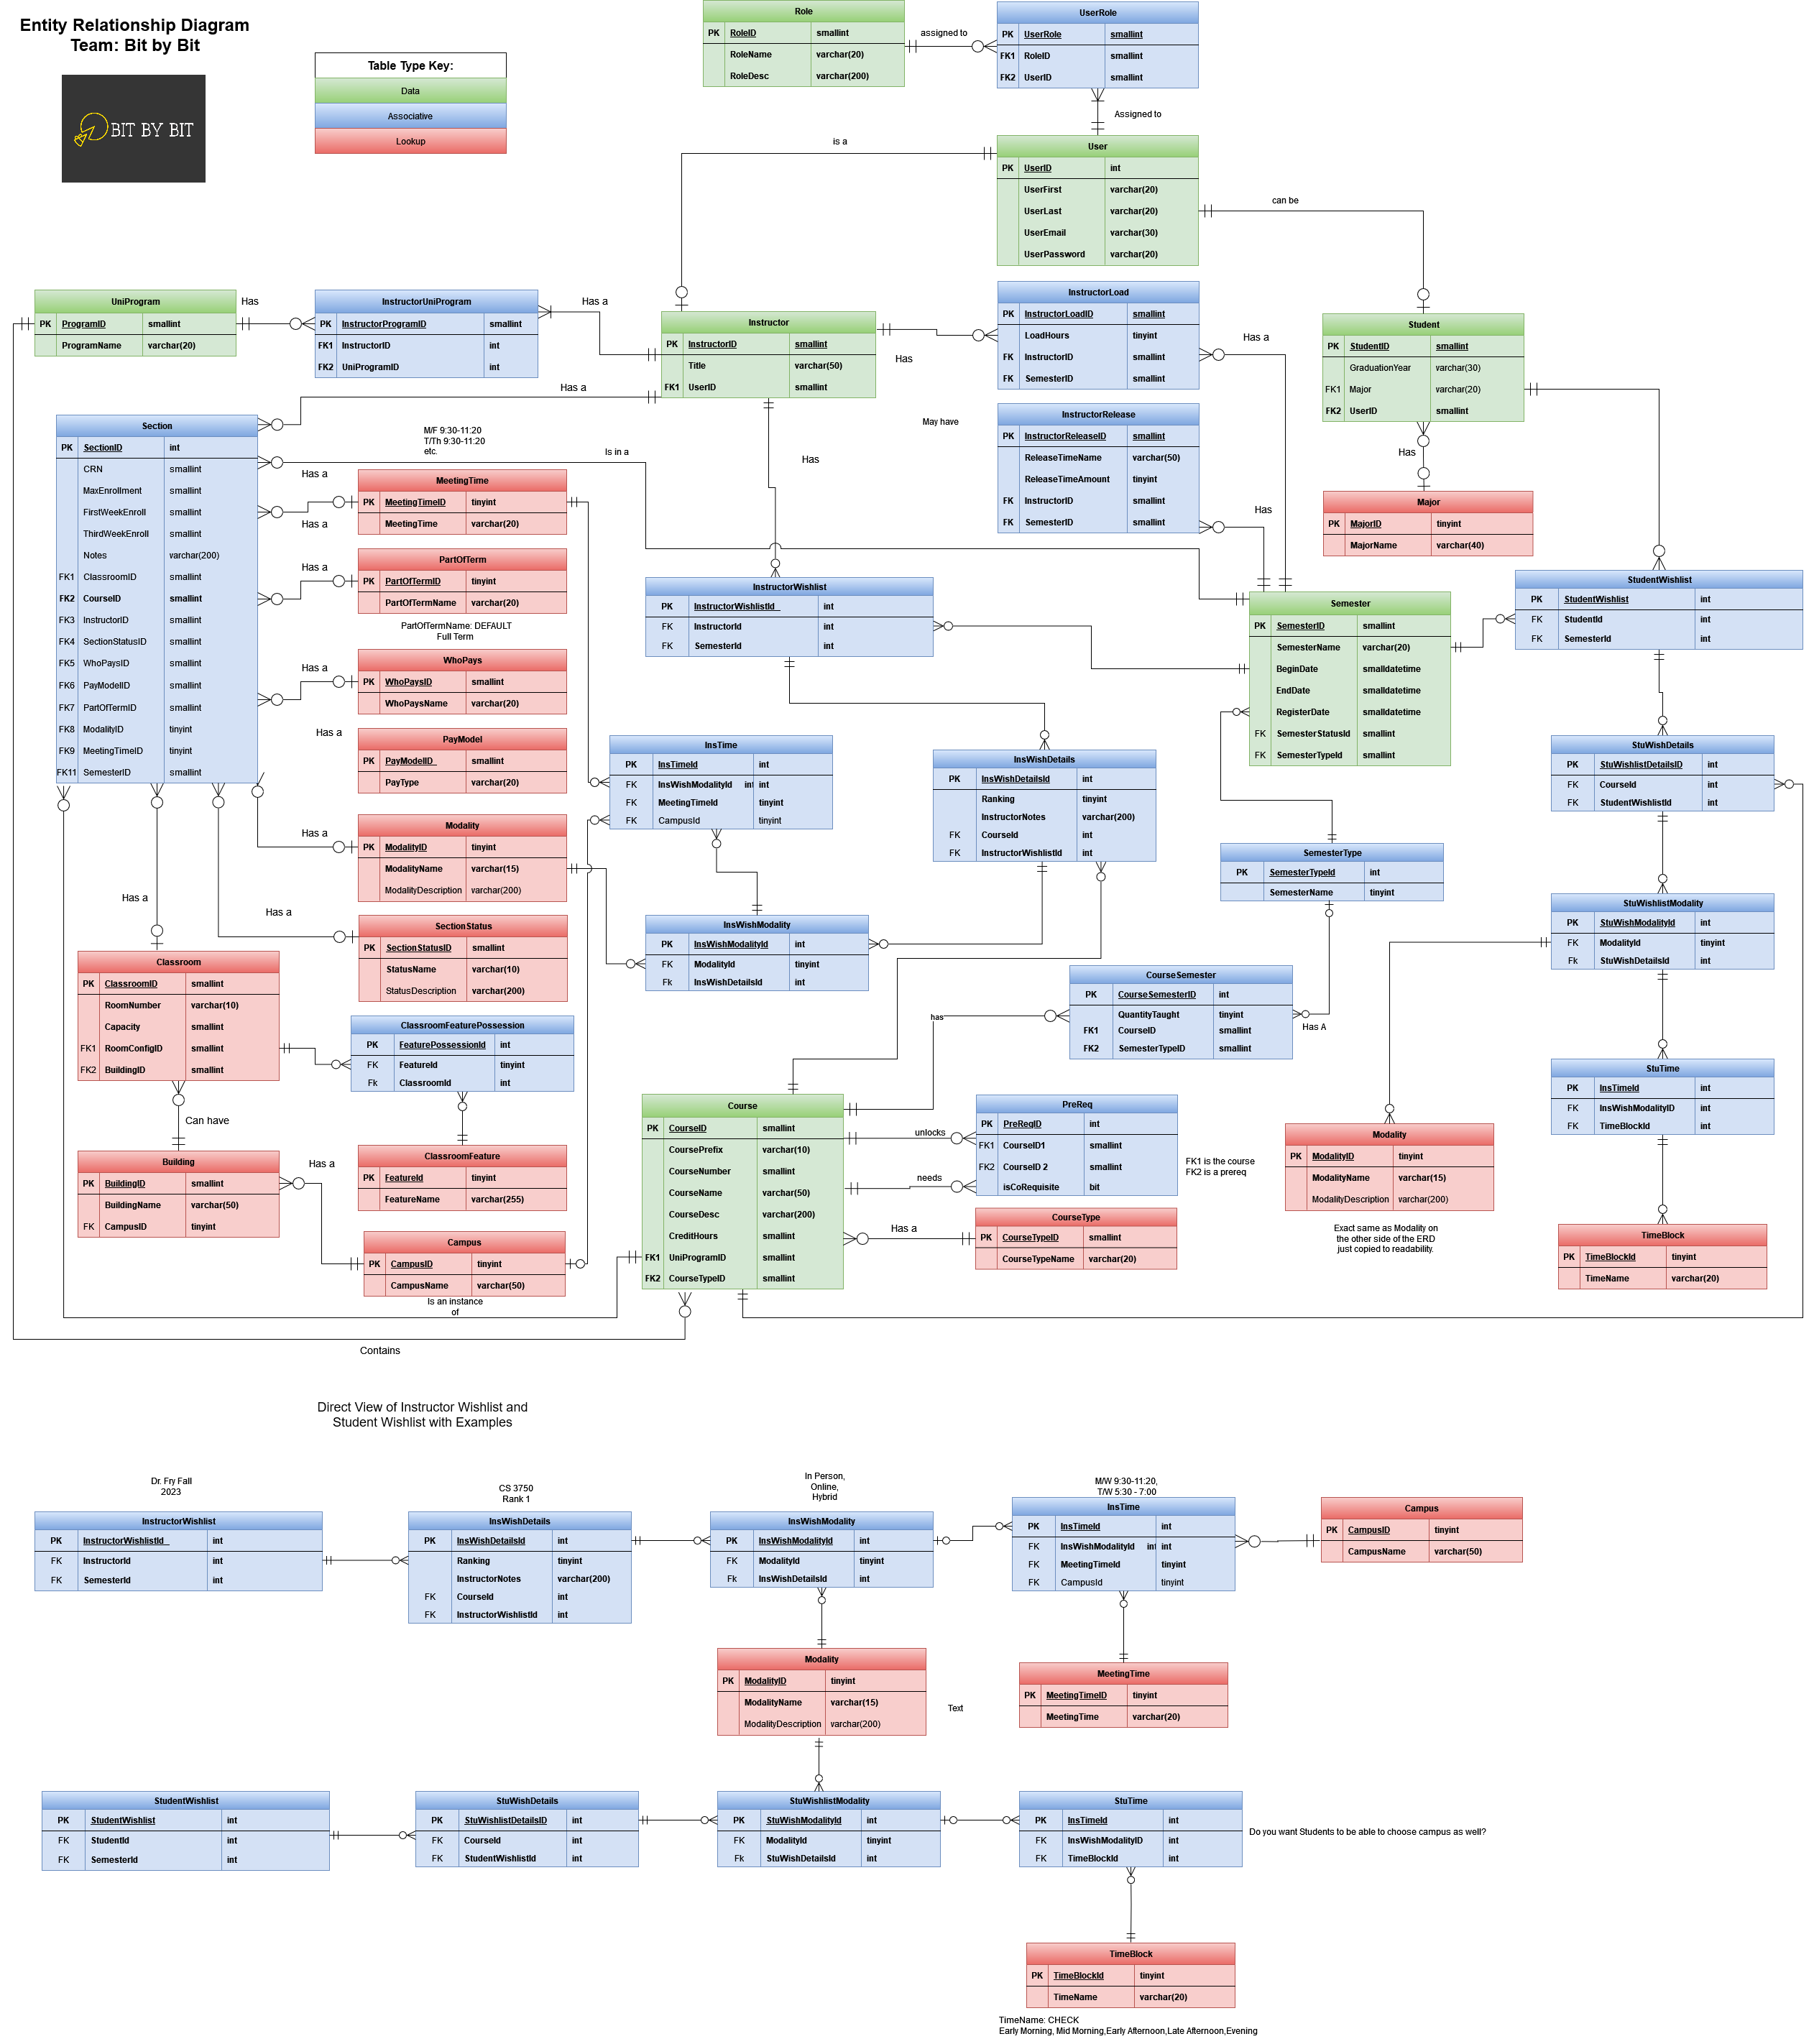 Entity Relationship Diagram
Team: Bit by Bit
BIT BY BIT
Table Type Key:
Data
Associative
Lookup
Role
PK RoleID smallint
RoleName varchar(20)
RoleDesc varchar(200)
assigned to
UserRole
PK UserRole smallint
FK1 RoleID smallint
FK2 UserID smallint
Assigned to
is a
User
PK UserID int
UserFirst varchar(20)
UserLast varchar(20)
UserEmail varchar(30)
UserPassword varchar(20)
can be
UniProgram
PK ProgramID smallint
ProgramName varchar(20)
Has
InstructorUniProgram
PK InstructorProgramID smallint
FK1 InstructorID int
FK2 UniProgramID int
Has a
Has a
Instructor
PK InstructorID smallint
Title varchar(50)
FK1 UserID smallint
Has
InstructorLoad
PK InstructorLoadID smallint
LoadHours tinyint
FK InstructorID smallint
FK SemesterID smallint
Has a
Student
PK StudentID smallint
GraduationYear varchar(30)
FK1 Major varchar(20)
FK2 UserID smallint
Has
Major
PK MajorID tinyint
MajorName varchar(40)
May have
InstructorRelease
PK InstructorReleaseID smallint
ReleaseTimeName varchar(50)
ReleaseTimeAmount tinyint
FK InstructorID smallint
FK SemesterID smallint
Has
Has
Section
PK SectionID int
CRN smallint
MaxEnrollment smallint
FirstWeekEnroll smallint
ThirdWeekEnroll smallint
Notes varchar(200)
FK1 ClassroomID smallint
FK2 CourseID smallint
FK3 InstructorID smallint
FK4 SectionStatusID smallint
FK5 WhoPaysID smallint
FK6 PayModelID smallint
FK7 PartOfTermID smallint
FK8 ModalityID tinyint
FK9 MeetingTimeID tinyint
FK11 SemesterID smallint
M/F 9:30-11:20
T/Th 9:30-11:20
etc.
Is in a
Has a
Has a
MeetingTime
PK MeetingTimeID tinyint
MeetingTime varchar(20)
Has a
PartOfTerm
PK PartOfTermID tinyint
PartOfTermName varchar(20)
PartOfTermName: DEFAULT
Full Term
Has a
WhoPays
PK WhoPaysID smallint
WhoPaysName varchar(20)
Has a
PayModel
PK PayModelID smallint
PayType varchar(20)
Has a
Modality
PK ModalityID tinyint
ModalityName varchar(15)
ModalityDescription varchar(200)
Has a
Has a
SectionStatus
PK SectionStatusID smallint
StatusName varchar(10)
StatusDescription varchar(200)
InstructorWishlist
PK InstructorWishlistId int
FK InstructorId int
FK SemesterId int
Semester
PK SemesterID smallint
SemesterName varchar(20)
BeginDate smalldatetime
EndDate smalldatetime
RegisterDate smalldatetime
FK SemesterStatusId smallint
FK SemesterTypeId smallint
StudentWishlist
PK StudentWishlist int
FK StudentId int
FK SemesterId int
InsTime
PK InsTimeId int
FK InsWishModalityId int int
FK MeetingTimeId tinyint
FK CampusId tinyint
InsWishDetails
PK InsWishDetailsId int
Ranking tinyint
InstructorNotes varchar(200)
FK CourseId int
FK InstructorWishlistId int
StuWishDetails
PK StuWishlistDetailsID int
FK CourseId int
FK StudentWishlistId int
SemesterType
PK SemesterTypeId int
SemesterName tinyint
InsWishModality
PK InsWishModalityId int
FK ModalityId tinyint
Fk InsWishDetailsId int
StuWishlistModality
PK StuWishModalityId int
FK ModalityId tinyint
Fk StuWishDetailsId int
Classroom
PK ClassroomID smallint
RoomNumber varchar(10)
Capacity smallint
FK1 RoomConfigID smallint
FK2 BuildingID smallint
Can have
ClassroomFeaturePossession
PK FeaturePossessionId int
FK FeatureId tinyint
Fk ClassroomId int
has
CourseSemester
PK CourseSemesterID int
QuantityTaught tinyint
FK1 CourseID smallint
FK2 SemesterTypeID smallint
Has A
StuTime
PK InsTimeId int
FK InsWishModalityID int
FK TimeBlockId int
Building
PK BuildingID smallint
BuildingName varchar(50)
FK CampusID tinyint
Has a
ClassroomFeature
PK FeatureId tinyint
FeatureName varchar(255)
Campus
PK CampusID tinyint
CampusName varchar(50)
Is an instance
of
Contains
Course
PK CourseID smallint
CoursePrefix varchar(10)
CourseNumber smallint
CourseName varchar(50)
CourseDesc varchar(200)
CreditHours smallint
FK1 UniProgramID smallint
FK2 CourseTypeID smallint
unlocks
needs
Has a
PreReq
PK PreReqID int
FK1 CourseID1 smallint
FK2 CourseID 2 smallint
isCoRequisite bit
FK1 is the course
FK2 is a prereq
CourseType
PK CourseTypeID smallint
CourseTypeName varchar(20)
Modality
PK ModalityID tinyint
ModalityName varchar(15)
ModalityDescription varchar(200)
Exact same as Modality on
the other side of the ERD
just copied to readability.
TimeBlock
PK TimeBlockId tinyint
TimeName varchar(20)
Direct View of Instructor Wishlist and
Student Wishlist with Examples
Dr. Fry Fall
2023
InstructorWishlist
PK InstructorWishlistId int
FK InstructorId int
FK SemesterId int
CS 3750
Rank 1
InsWishDetails
PK InsWishDetailsId int
Ranking tinyint
InstructorNotes varchar(200)
FK CourseId int
FK InstructorWishlistId int
In Person,
Online,
Hybrid
InsWishModality
PK InsWishModalityId int
FK ModalityId tinyint
Fk InsWishDetailsId int
M/W 9:30-11:20,
T/W 5:30 - 7:00
InsTime
PK InsTimeId int
FK InsWishModalityId int int
FK MeetingTimeId tinyint
FK CampusId tinyint
Campus
PK CampusID tinyint
CampusName varchar(50)
Modality
PK ModalityID tinyint
ModalityName varchar(15)
ModalityDescription varchar(200)
Text
MeetingTime
PK MeetingTimeID tinyint
MeetingTime varchar(20)
StudentWishlist
PK StudentWishlist int
FK StudentId int
FK SemesterId int
StuWishDetails
PK StuWishlistDetailsID int
FK CourseId int
FK StudentWishlistId int
StuWishlistModality
PK StuWishModalityId int
FK ModalityId tinyint
Fk StuWishDetailsId int
StuTime
PK InsTimeId int
FK InsWishModalityID int
FK TimeBlockId int
Do you want Students to be able to choose campus as well?
TimeBlock
PK TimeBlockId tinyint
TimeName varchar(20)
TimeName: CHECK
Early Morning, Mid Morning,Early Afternoon,Late Afternoon,Evening